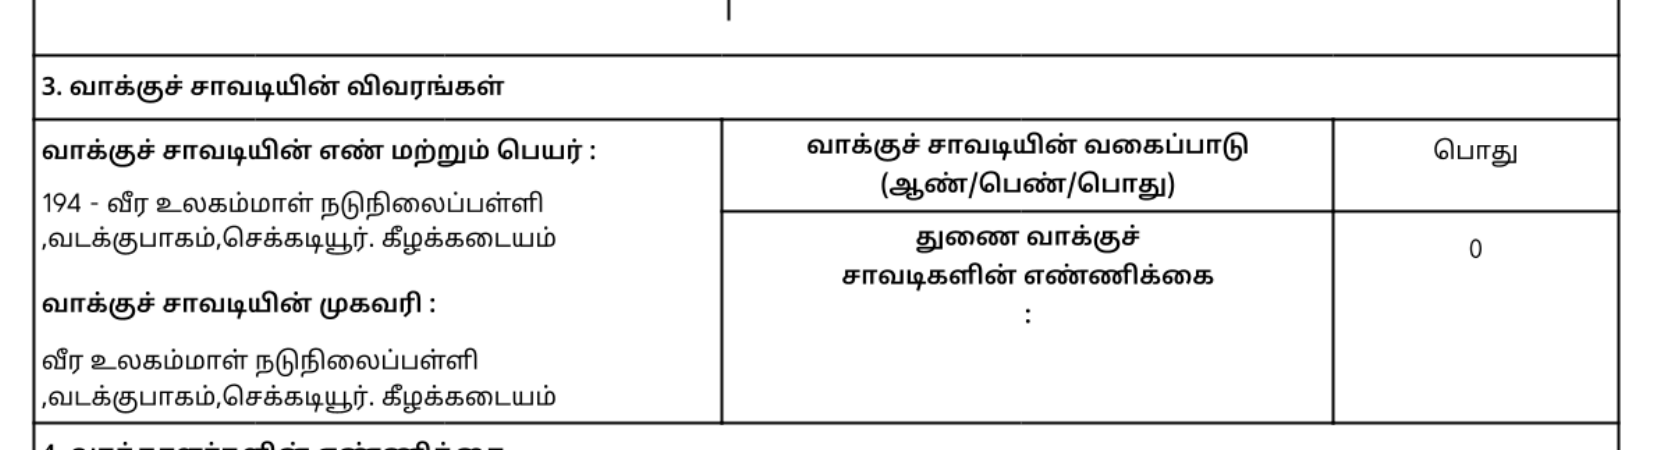 3. வாக்குச் சாவடியின் விவரங்கள்
வாக்குச் சாவடியின் எண் மற்றும் பெயர் :
194 - வீர உலகம்மாள் நடுநிலைப்பள்ளி
,வடக்குபாகம்,செக்கடியூர். கீழக்கடையம்
வாக்குச் சாவடியின் முகவரி :
வீர உலகம்மாள் நடுநிலைப்பள்ளி
,வடக்குபாகம்,செக்கடியூர். கீழக்கடையம்
வாக்குச் சாவடியின் வகைப்பாடு
(ஆண்/பெண்/பொது)
பொது
துணை வாக்குச்
சாவடிகளின் எண்ணிக்கை
:
0